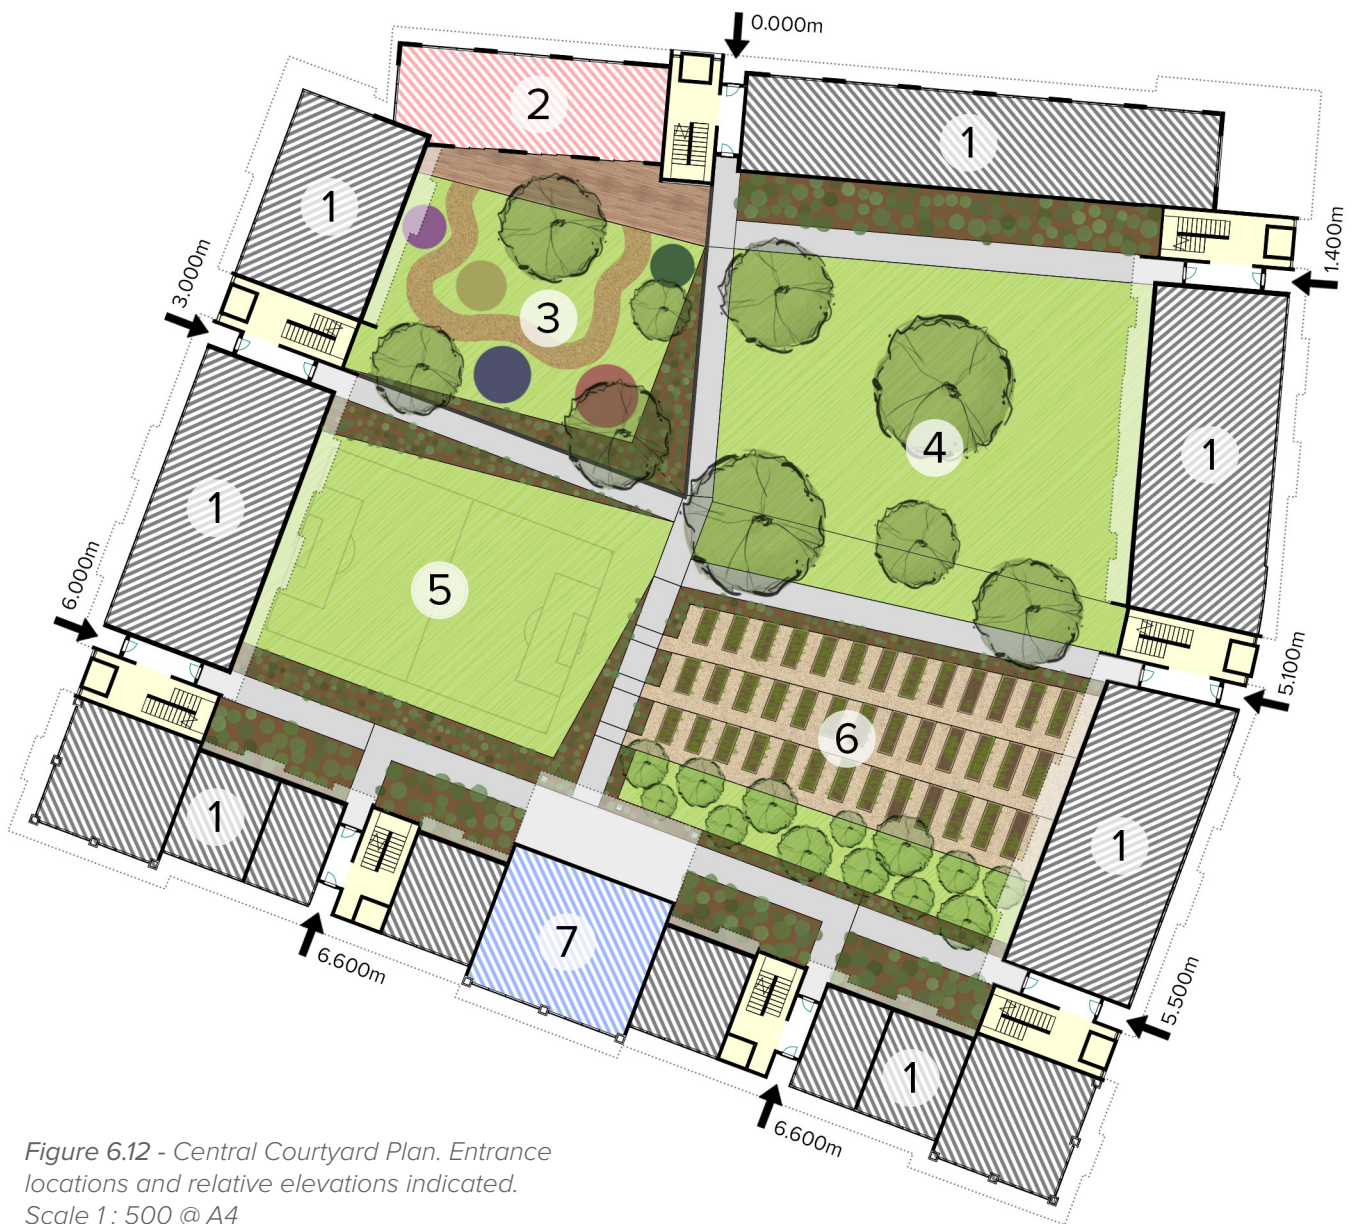 0.000m
2
1
1
1.400m
3.000m
3
4
1
1
6.000m
5
5.100m
6
1
1
7
6.600m
5.500m
1
6.600m
Figure 6.12 - Central Courtyard Plan. Entrance
locations and relative elevations indicated.
Scale 1 : 500 @ A4